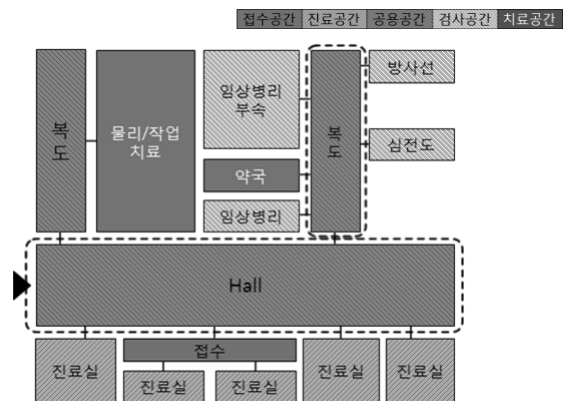 접수공간 진료공간 공용공간 검사공간 치료공간
복도
물리/작업
치료
임상병리
부속
복도
방사선
심전도
약국
임상병리
Hall
진료실
접수
진료실
진료실
진료실
진료실